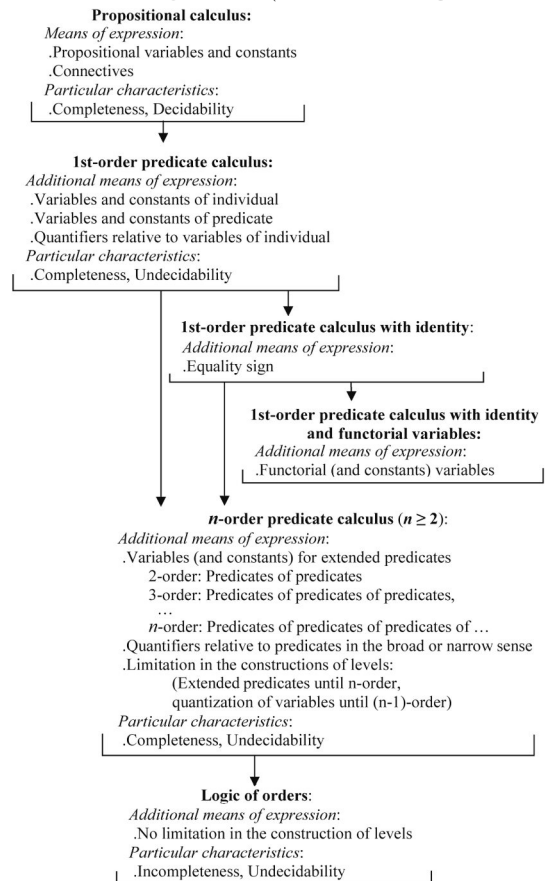 Propositional calculus:
Means of expression:
.Propositional variables and constants
.Connectives
Particular characteristics:
.Completeness, Decidability
1st-order predicate calculus:
Additional means of expression:
.Variables and constants of individual
.Variables and constants of predicate
.Quantifiers relative to variables of individual
Particular characteristics:
.Completeness, Undecidability
1st-order predicate calculus with identity:
Additional means of expression:
.Equality sign
1st-order predicate calculus with identity
and functorial variables:
Additional means of expression:
.Functorial (and constants) variables
n-order predicate calculus (n ≥ 2):
Additional means of expression:
.Variables (and constants) for extended predicates
2-order: Predicates of predicates
3-order: Predicates of predicates of predicates,
…
n-order: Predicates of predicates of predicates of …
.Quantifiers relative to predicates in the broad or narrow sense
.Limitation in the constructions of levels:
(Extended predicates until n-order,
quantization of variables until (n-1)-order)
Particular characteristics:
.Completeness, Undecidability
Logic of orders:
Additional means of expression:
.No limitation in the construction of levels
Particular characteristics:
.Incompleteness, Undecidability